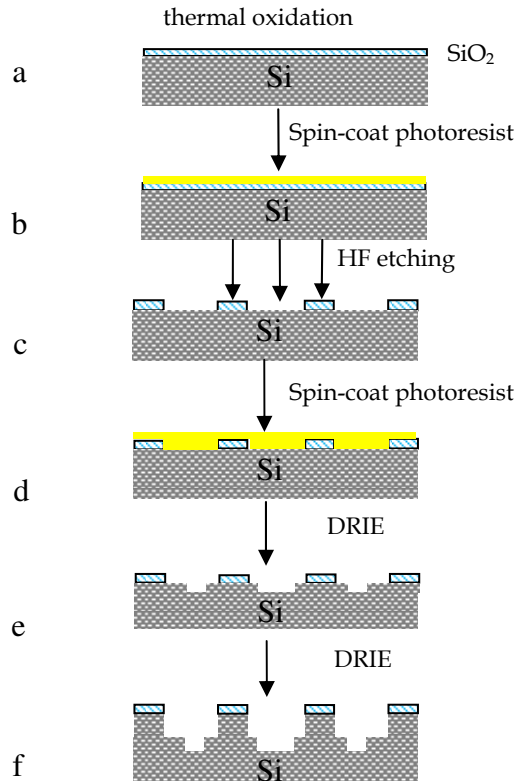 thermal oxidation
SiO₂
a
Si
Spin-coat photoresist
Si
b
HF etching
Si
c
Spin-coat photoresist
Si
d
DRIE
Si
e
DRIE
Si
f